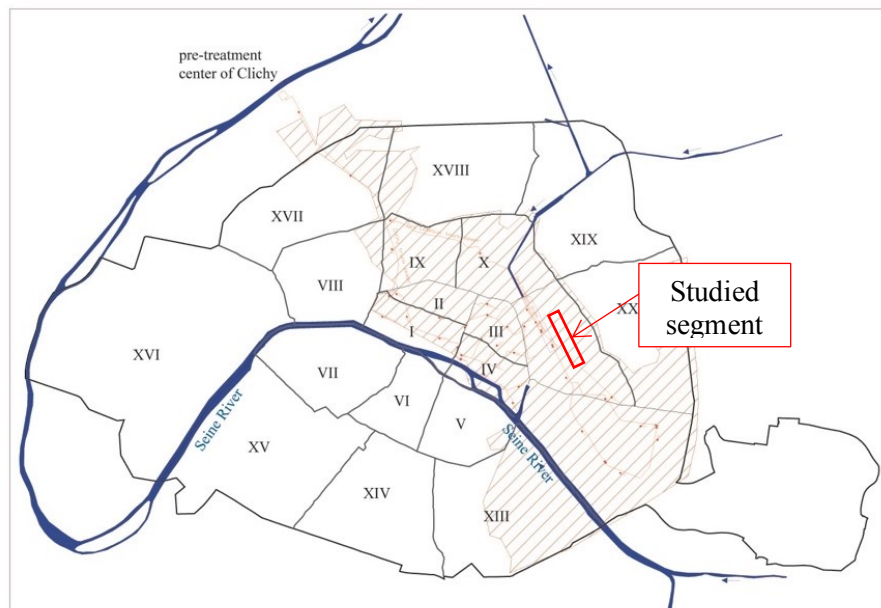 pre-treatment
center of Clichy
XVIII
XVII
XIX
IX
X
VIII
II
Studied
segment
XX
I
III
XVI
IV
VII
VI
V
Seine River
Seine River
XV
XIV
XIII